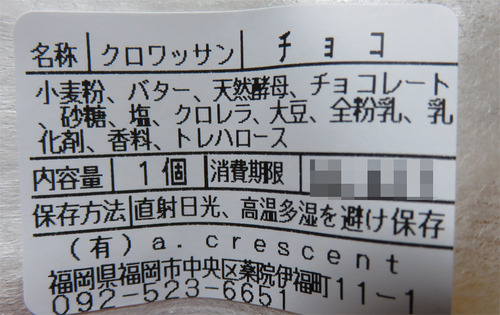 名称 クロワッサン チョコ
小麦粉、バター、天然酵母、チョコレート
、砂糖、塩、クロレラ、大豆、全粉乳、乳
化剤、香料、トレハロース
内容量 1個 消費期限
保存方法 直射日光、高温多湿を避け保存
(有)a.crescent
福岡県福岡市中央区薬院伊福町11-1
092-523-6651